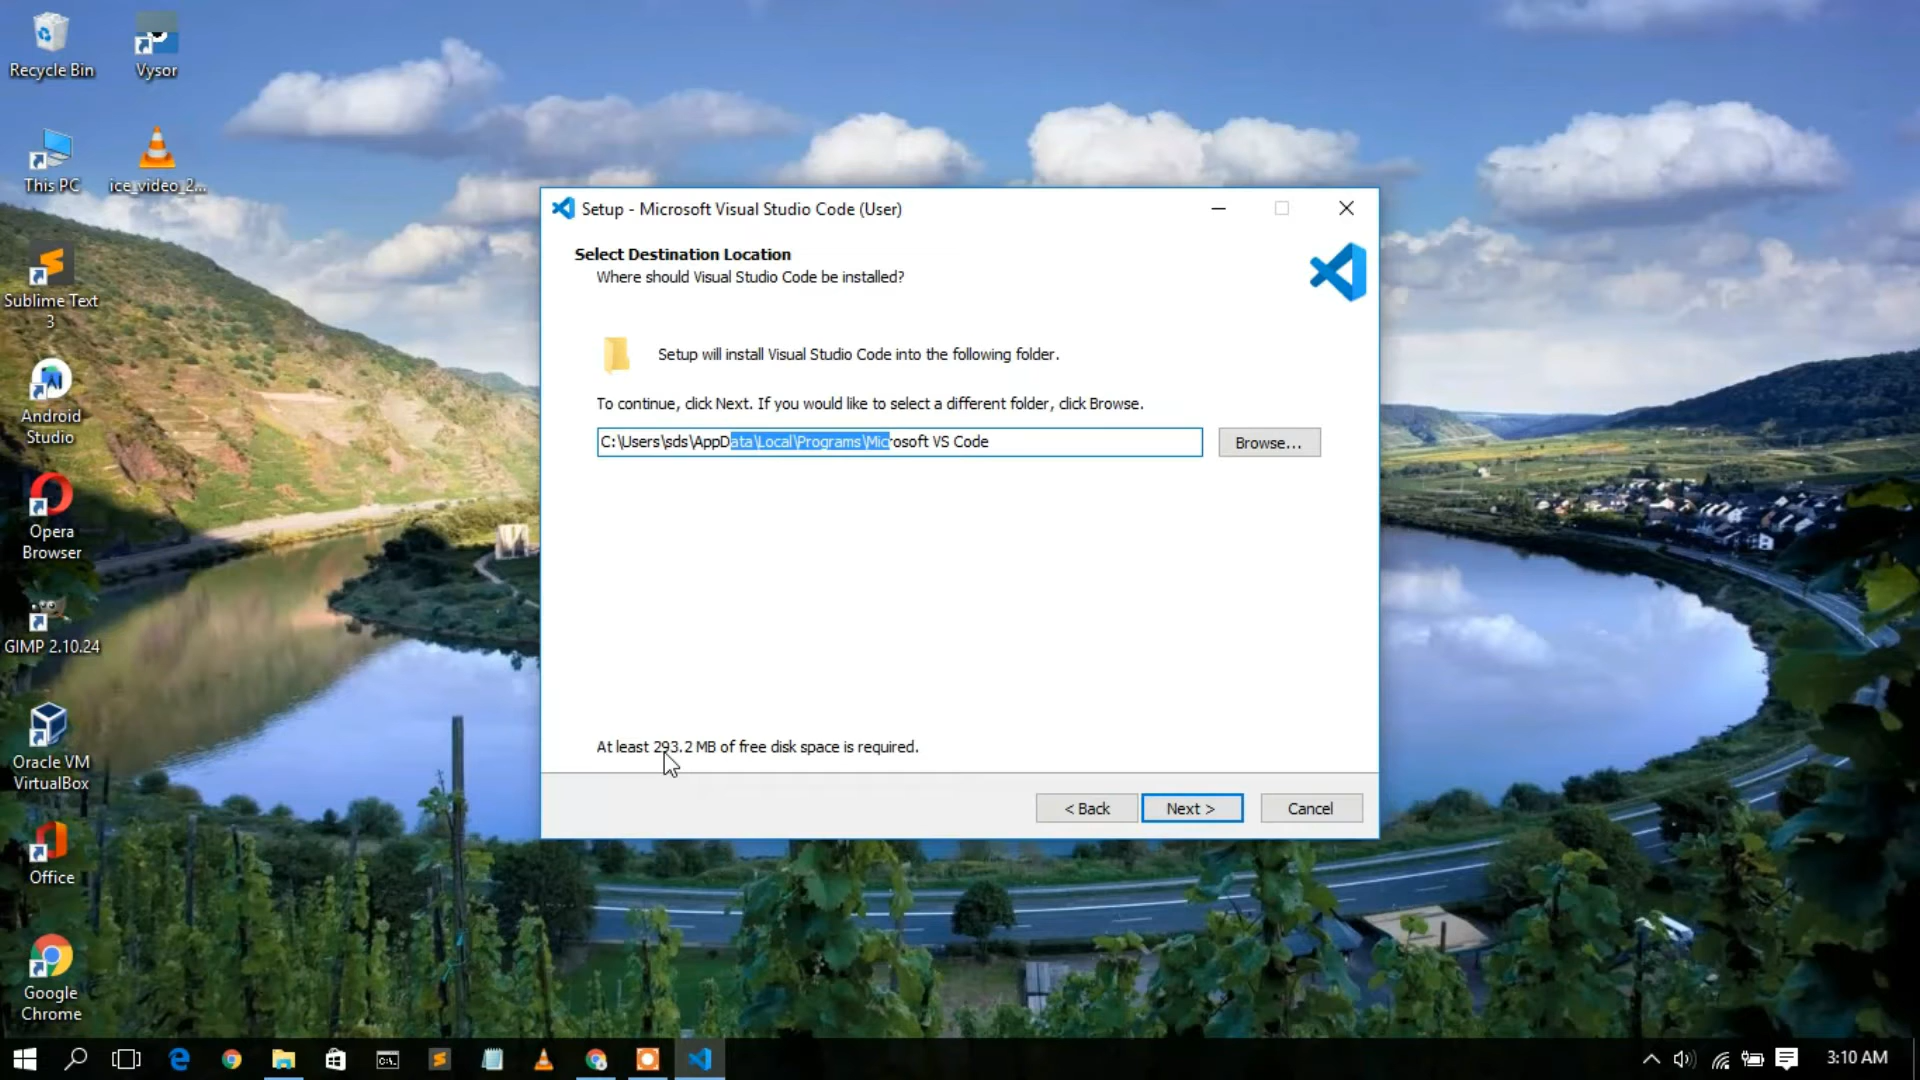 Recycle Bin
Vysor
This PC
ice_video_2...
Sublime Text
3
Android
Studio
Opera
Browser
GIMP 2.10.24
Oracle VM
VirtualBox
Office
Google
Chrome
Setup - Microsoft Visual Studio Code (User)
Select Destination Location
Where should Visual Studio Code be installed?
Setup will install Visual Studio Code into the following folder.
To continue, click Next. If you would like to select a different folder, click Browse.
C:\Users\sds\AppData\Local\Programs\Microsoft VS Code
Browse...
At least 293.2 MB of free disk space is required.
< Back
Next >
Cancel
3:10 AM